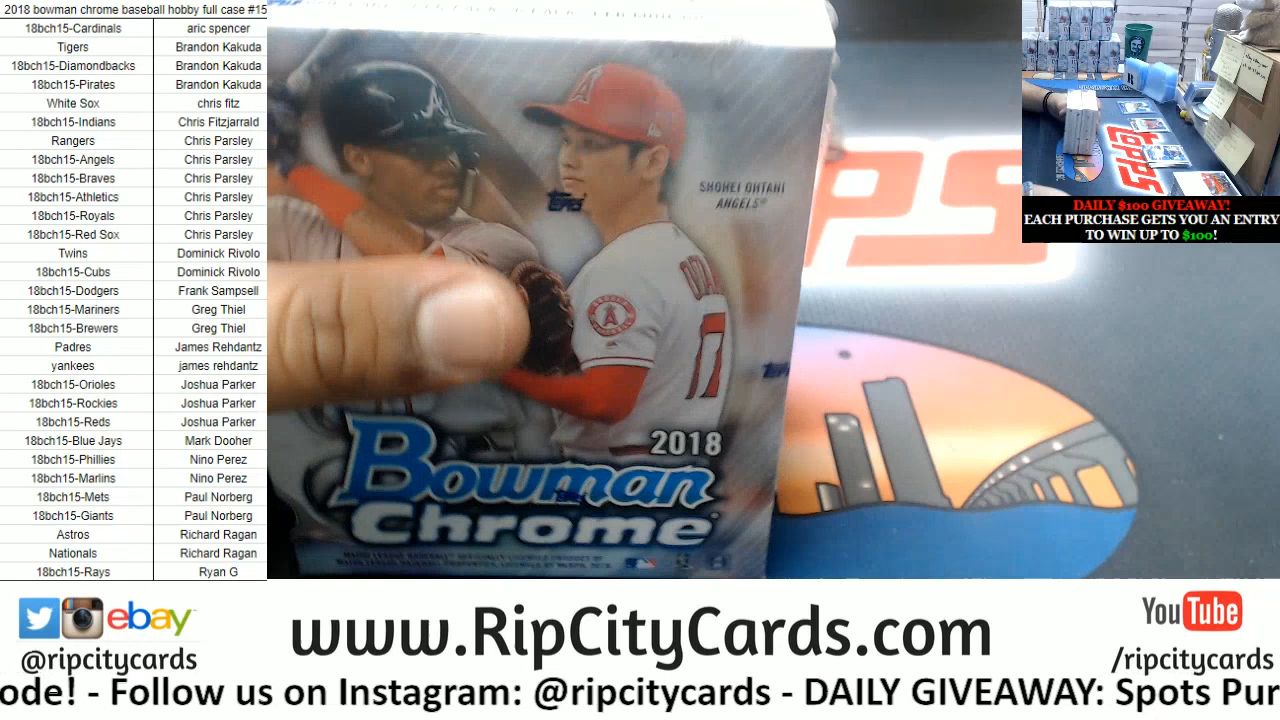 2018 bowman chrome baseball hobby full case #15
18bch15-Cardinals aric spencer
Tigers Brandon Kakuda
18bch15-Diamondbacks Brandon Kakuda
18bch15-Pirates Brandon Kakuda
White Sox chris fitz
18bch15-Indians Chris Fitzjarrald
Rangers Chris Parsley
18bch15-Angels Chris Parsley
18bch15-Braves Chris Parsley
18bch15-Athletics Chris Parsley
18bch15-Royals Chris Parsley
18bch15-Red Sox Chris Parsley
Twins Dominick Rivolo
18bch15-Cubs Dominick Rivolo
18bch15-Dodgers Frank Sampsell
18bch15-Mariners Greg Thiel
18bch15-Brewers Greg Thiel
Padres James Rehdantz
yankees james rehdantz
18bch15-Orioles Joshua Parker
18bch15-Rockies Joshua Parker
18bch15-Reds Joshua Parker
18bch15-Blue Jays Mark Dooher
18bch15-Phillies Nino Perez
18bch15-Marlins Nino Perez
18bch15-Mets Paul Norberg
18bch15-Giants Paul Norberg
Astros Richard Ragan
Nationals Richard Ragan
18bch15-Rays Ryan G
SHOHEI OHTANI
ANGELS®
17
2018
Bowman
Chrome
Topps
DAILY $100 GIVEAWAY!
EACH PURCHASE GETS YOU AN ENTRY
TO WIN UP TO $100!
ebay
@ripcitycards
www.RipCityCards.com
YouTube
/ripcitycards
ode! - Follow us on Instagram: @ripcitycards - DAILY GIVEAWAY: Spots Pur